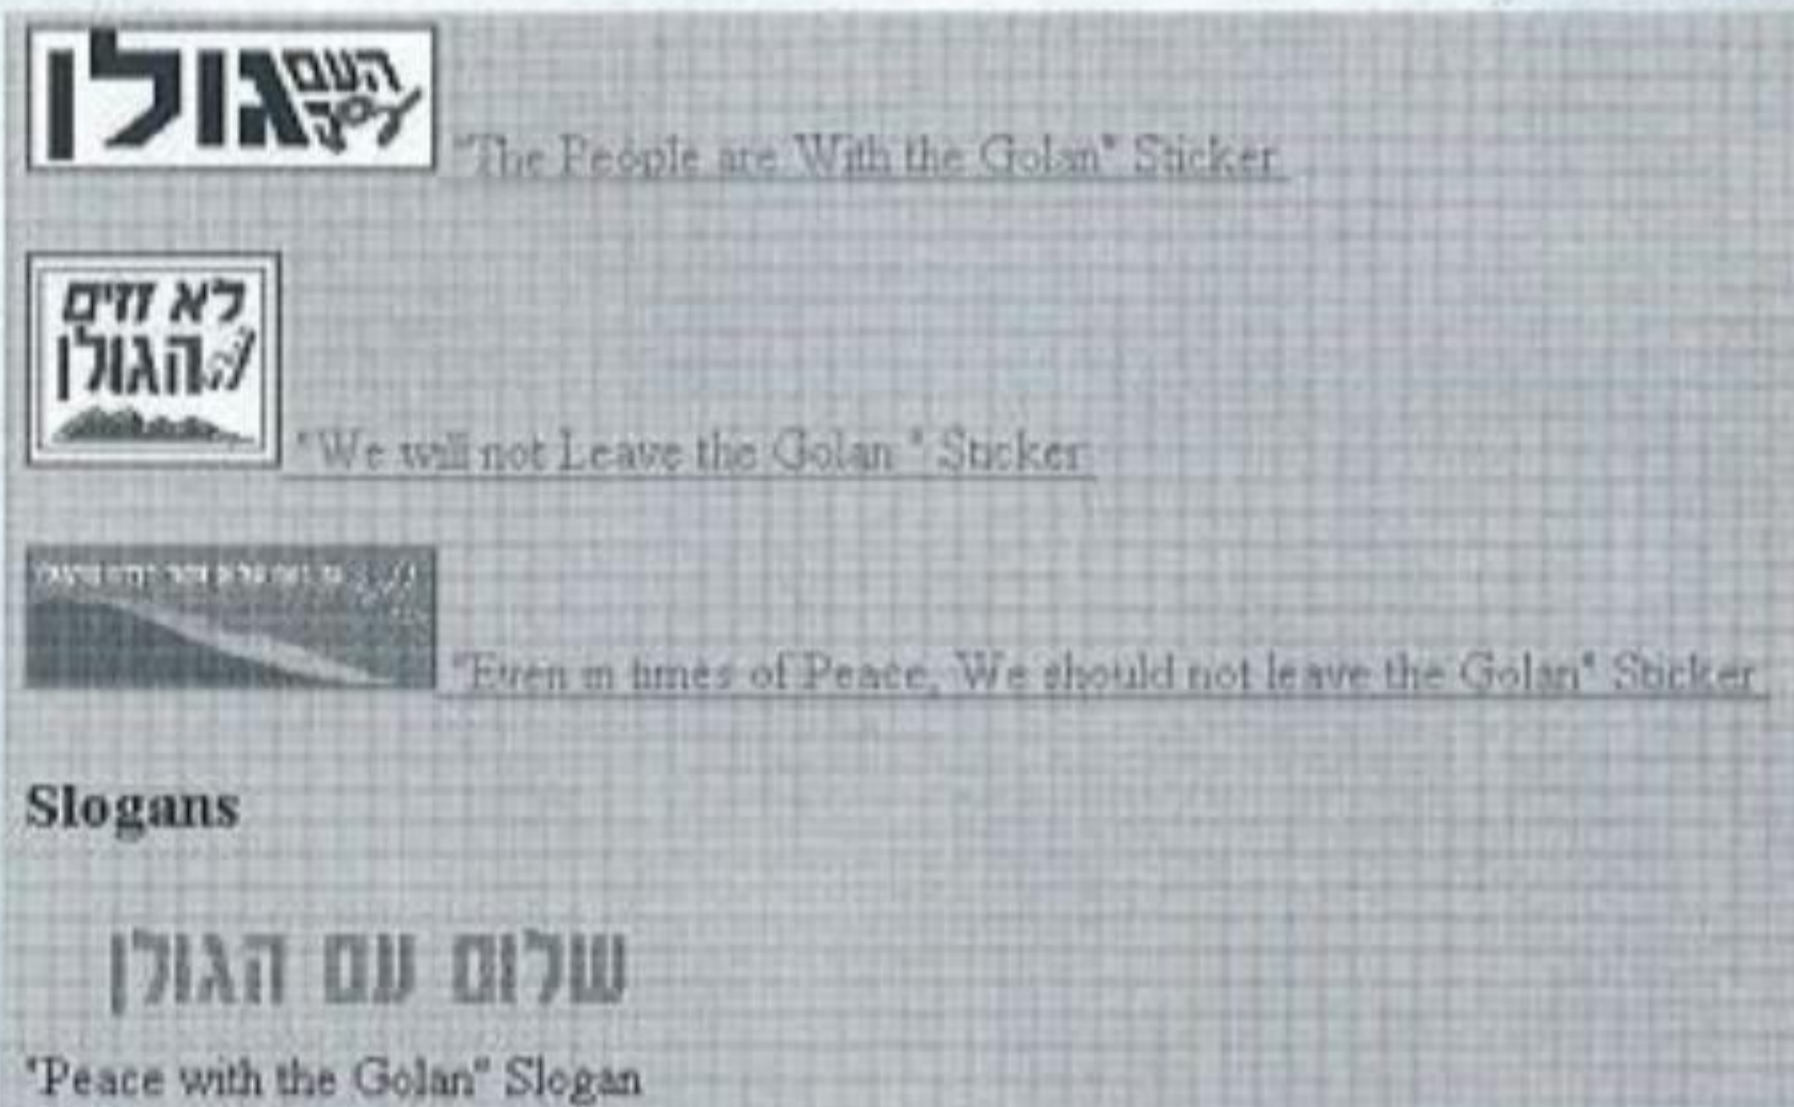 העם
עם ה
גולן
"The People are With the Golan" Sticker
לא זזים
מהגולן
"We will not Leave the Golan " Sticker
"Even in times of Peace, We should not leave the Golan" Sticker
Slogans
שלום עם הגולן
"Peace with the Golan" Slogan